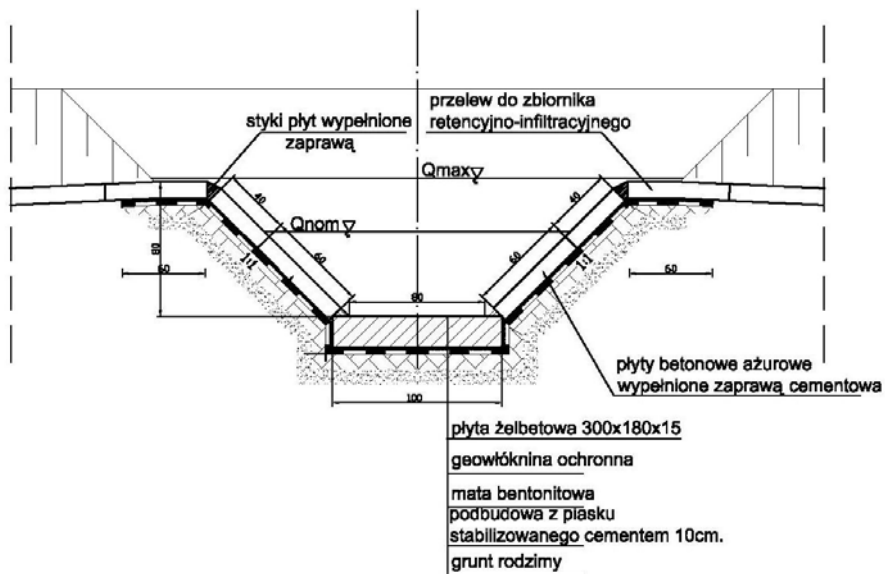 styki płyt wypełnione
zaprawą
przelew do zbiornika
retencyjno-infiltracyjnego
Qmax
Qnom
40
40
60
60
80
1:1
1:1
60
60
80
100
płyty betonowe ażurowe
wypełnione zaprawą cementowa
płyta żelbetowa 300x180x15
geowłóknina ochronna
mata bentonitowa
podbudowa z piasku
stabilizowanego cementem 10cm.
grunt rodzimy